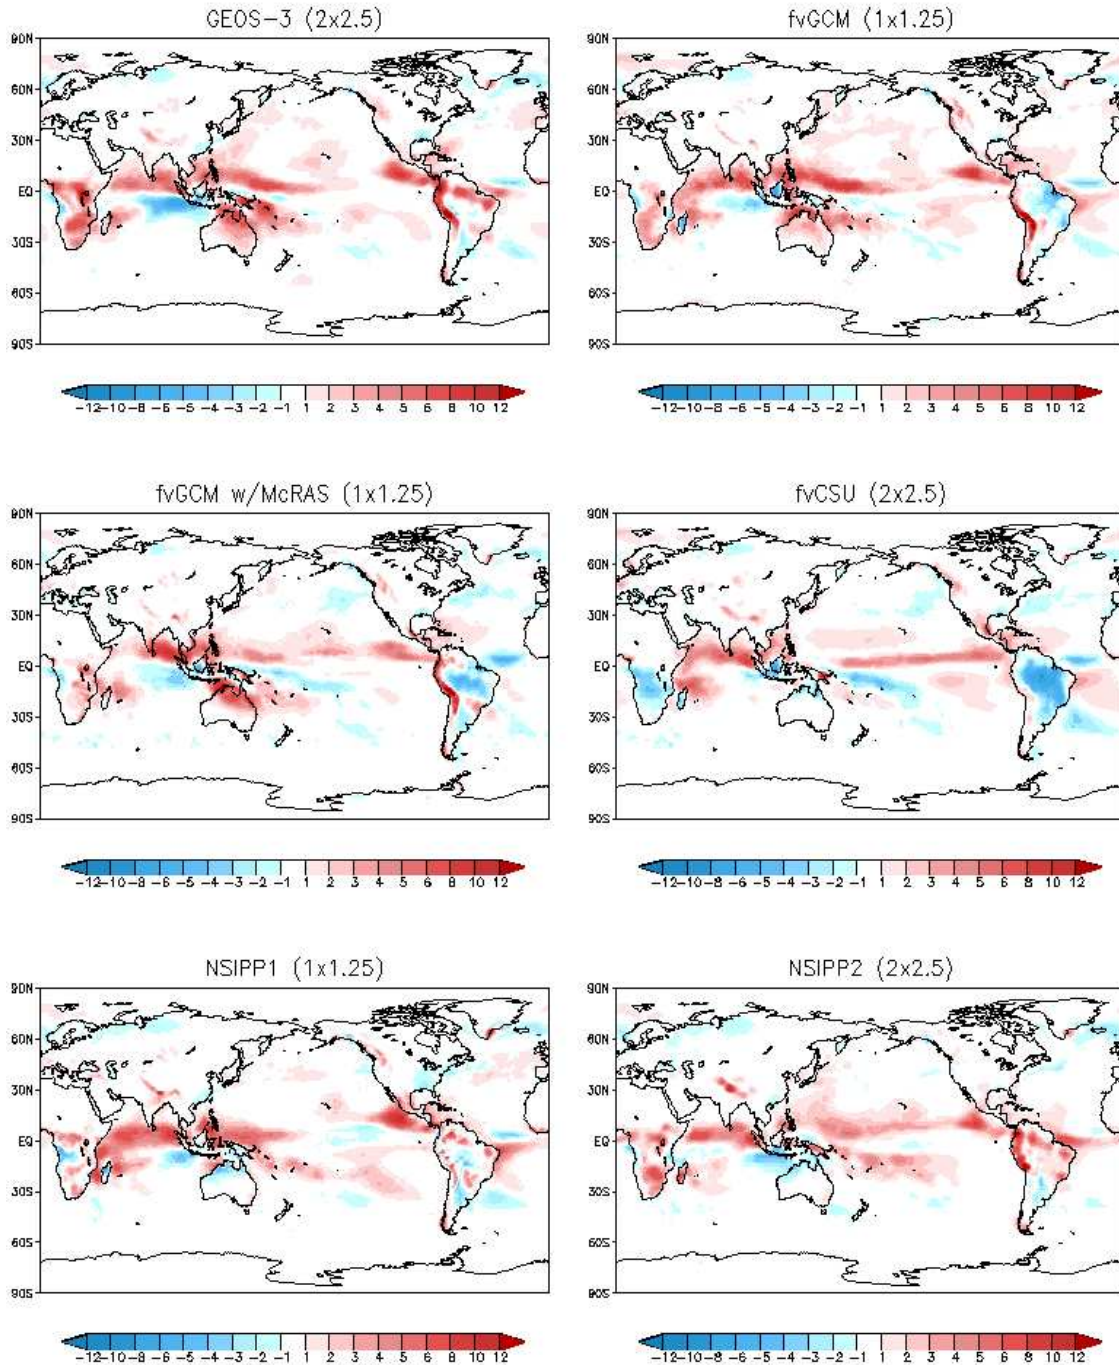 GEOS-3 (2x2.5)
90N
60N
30N
EQ
30S
60S
90S
-12 -10 -8 -6 -5 -4 -3 -2 -1 1 2 3 4 5 6 8 10 12
fvGCM (1x1.25)
90N
60N
30N
EQ
30S
60S
90S
-12 -10 -8 -6 -5 -4 -3 -2 -1 1 2 3 4 5 6 8 10 12
fvGCM w/McRAS (1x1.25)
90N
60N
30N
EQ
30S
60S
90S
-12 -10 -8 -6 -5 -4 -3 -2 -1 1 2 3 4 5 6 8 10 12
fvCSU (2x2.5)
90N
60N
30N
EQ
30S
60S
90S
-12 -10 -8 -6 -5 -4 -3 -2 -1 1 2 3 4 5 6 8 10 12
NSIPP1 (1x1.25)
90N
60N
30N
EQ
30S
60S
90S
-12 -10 -8 -6 -5 -4 -3 -2 -1 1 2 3 4 5 6 8 10 12
NSIPP2 (2x2.5)
90N
60N
30N
EQ
30S
60S
90S
-12 -10 -8 -6 -5 -4 -3 -2 -1 1 2 3 4 5 6 8 10 12